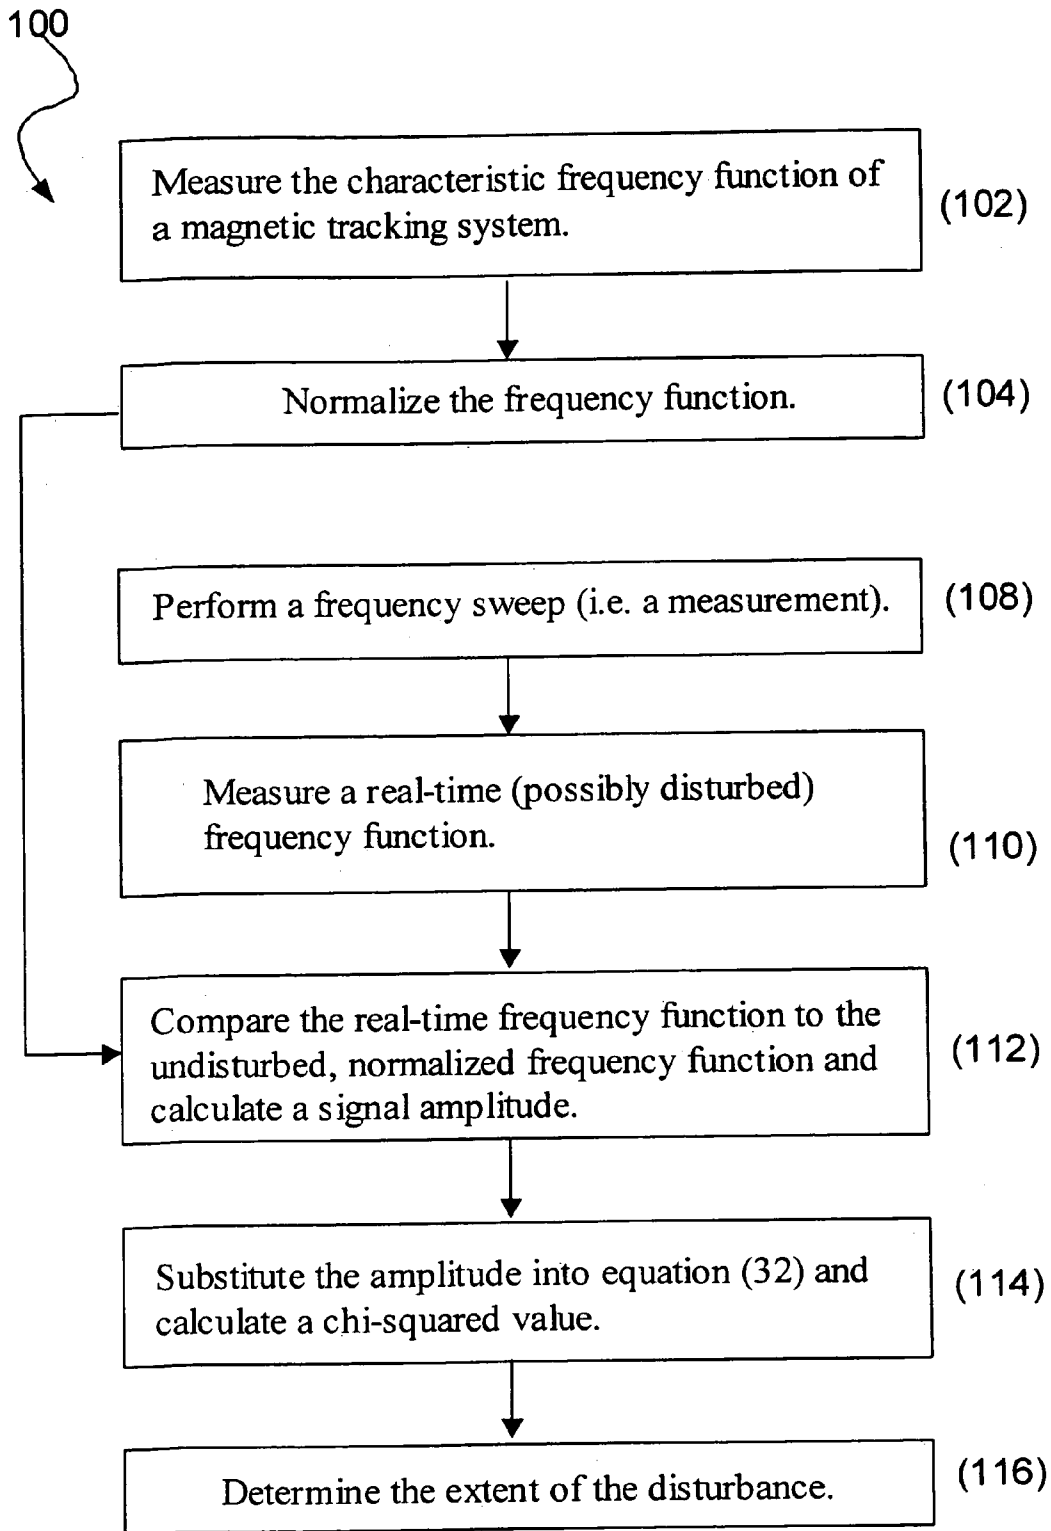 100
Measure the characteristic frequency function of
a magnetic tracking system.
(102)
Normalize the frequency function.
(104)
Perform a frequency sweep (i.e. a measurement).
(108)
Measure a real-time (possibly disturbed)
frequency function.
(110)
Compare the real-time frequency function to the
undisturbed, normalized frequency function and
calculate a signal amplitude.
(112)
Substitute the amplitude into equation (32) and
calculate a chi-squared value.
(114)
Determine the extent of the disturbance.
(116)